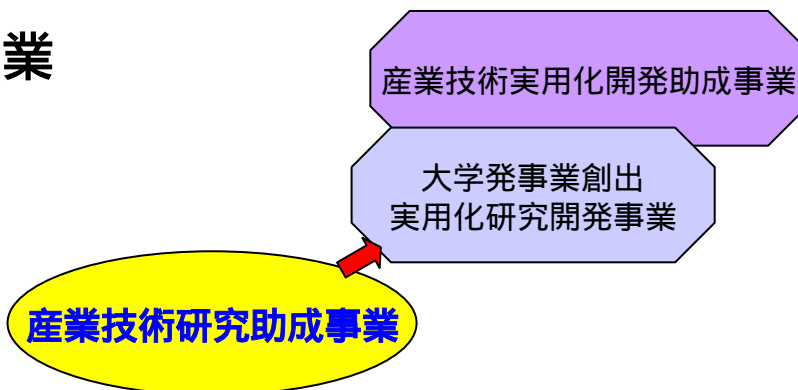 業
産業技術実用化開発助成事業
大学発事業創出
実用化研究開発事業
産業技術研究助成事業